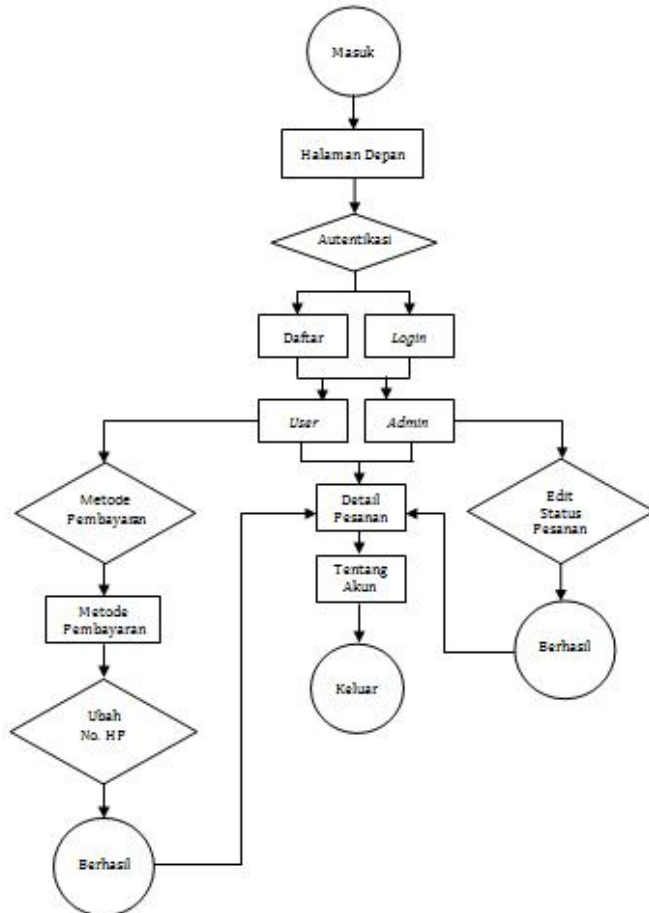 Masuk
Halaman Depan
Autentikasi
Daftar
Login
User
Admin
Metode
Pembayaran
Detail
Pesanan
Edit
Status
Pesanan
Tentang
Akun
Metode
Pembayaran
Berhasil
Keluar
Ubah
No. HP
Berhasil